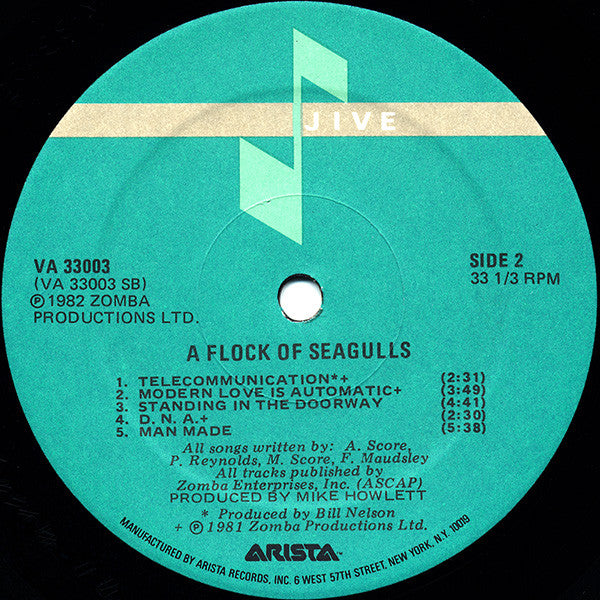 JIVE
VA 33003
(VA 33003 SB)
℗ 1982 ZOMBA
PRODUCTIONS LTD.
SIDE 2
33 1/3 RPM
A FLOCK OF SEAGULLS
1. TELECOMMUNICATION*+ (2:31)
2. MODERN LOVE IS AUTOMATIC+ (3:49)
3. STANDING IN THE DOORWAY (4:41)
4. D. N. A.+ (2:30)
5. MAN MADE (5:38)
All songs written by: A. Score,
P. Reynolds, M. Score, F. Maudsley
All tracks published by
Zomba Enterprises, Inc. (ASCAP)
PRODUCED BY MIKE HOWLETT
* Produced by Bill Nelson
+ ℗ 1981 Zomba Productions Ltd.
ARISTA™
MANUFACTURED BY ARISTA RECORDS, INC. 6 WEST 57TH STREET, NEW YORK, N.Y. 10019